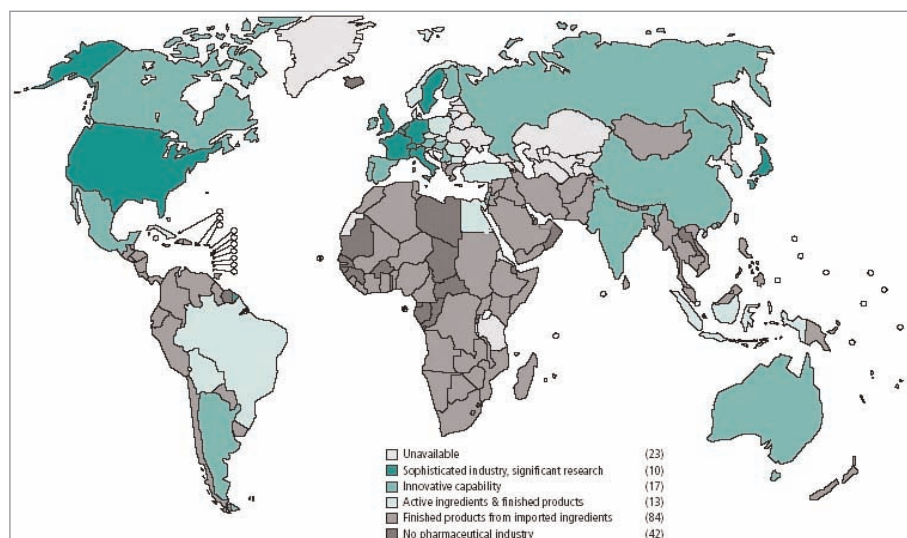 Unavailable (23)
Sophisticated industry, significant research (10)
Innovative capability (17)
Active ingredients & finished products (13)
Finished products from imported ingredients (84)
No pharmaceutical industry (42)